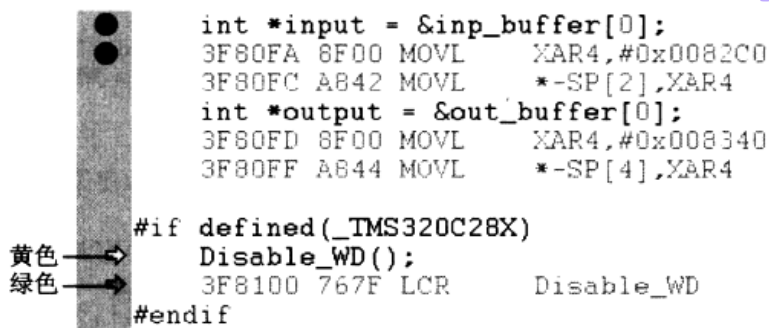 int *input = &inp_buffer[0];
3F80FA 8F00 MOVL XAR4,#0x0082C0
3F80FC A842 MOVL *-SP[2],XAR4
int *output = &out_buffer[0];
3F80FD 8F00 MOVL XAR4,#0x008340
3F80FF A844 MOVL *-SP[4],XAR4
#if defined(_TMS320C28X)
黄色 Disable_WD();
绿色 3F8100 767F LCR Disable_WD
#endif